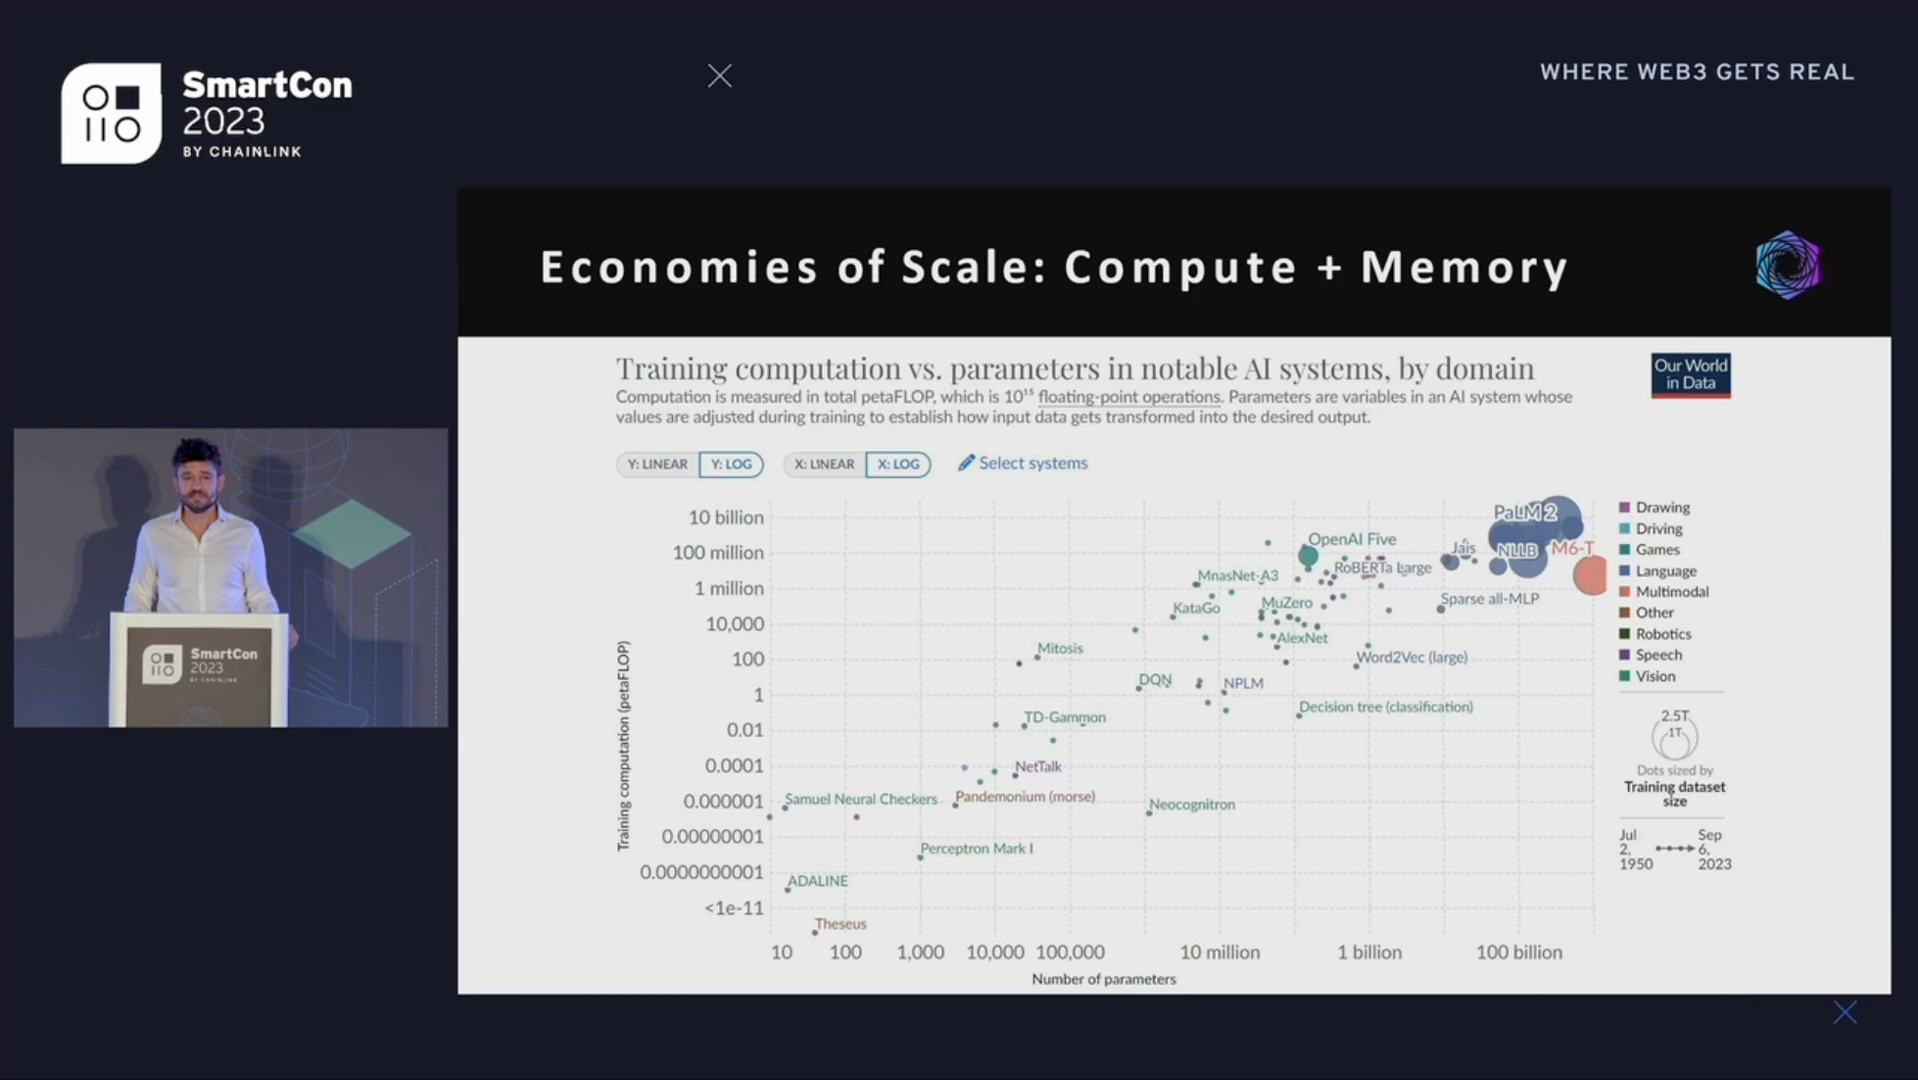 SmartCon
2023
BY CHAINLINK
WHERE WEB3 GETS REAL
Economies of Scale: Compute + Memory
Training computation vs. parameters in notable AI systems, by domain
Our World
in Data
Computation is measured in total petaFLOP, which is 10¹⁵ floating-point operations. Parameters are variables in an AI system whose
values are adjusted during training to establish how input data gets transformed into the desired output.
Y: LINEAR
Y: LOG
X: LINEAR
X: LOG
Select systems
Training computation (petaFLOP)
10 billion
100 million
1 million
10,000
100
1
0.01
0.0001
0.000001
0.00000001
0.0000000001
<1e-11
PaLM 2
OpenAI Five
Jais
NLLB
M6-T
RoBERTa Large
MnasNet-A3
Sparse all-MLP
MuZero
KataGo
AlexNet
Mitosis
Word2Vec (large)
DQN
NPLM
Decision tree (classification)
TD-Gammon
NetTalk
Samuel Neural Checkers
Pandemonium (morse)
Neocognitron
Perceptron Mark I
ADALINE
Theseus
10
100
1,000
10,000
100,000
10 million
1 billion
100 billion
Number of parameters
Drawing
Driving
Games
Language
Multimodal
Other
Robotics
Speech
Vision
2.5T
1T
Dots sized by
Training dataset
size
Jul
2,
1950
Sep
6,
2023
SmartCon
2023
BY CHAINLINK